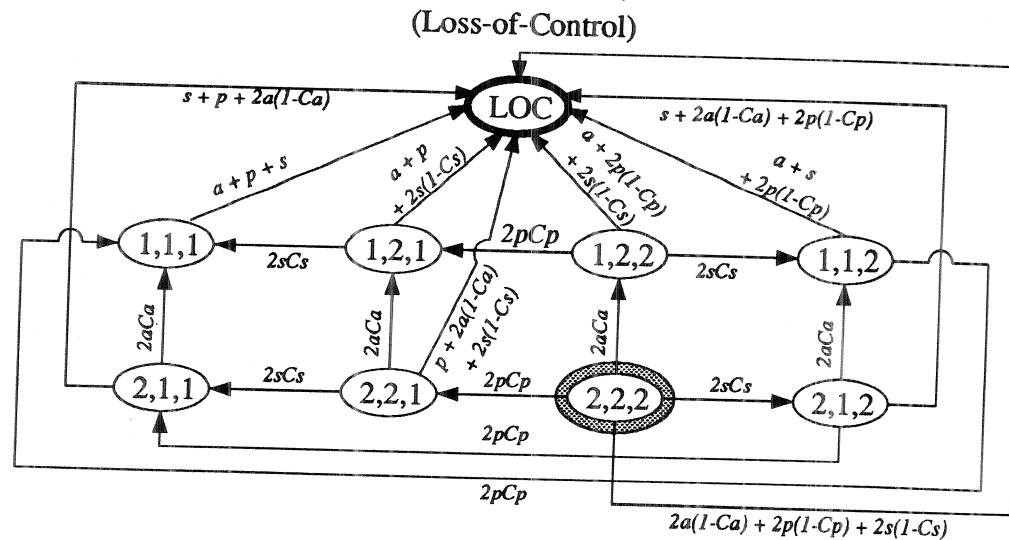 (Loss-of-Control)
LOC
s + p + 2a(1-Ca)
s + 2a(1-Ca) + 2p(1-Cp)
a + p + s
a + p
+ 2s(1-Cs)
a + 2p(1-Cp)
+ 2s(1-Cs)
a + s
+ 2p(1-Cp)
1,1,1
2sCs
1,2,1
2pCp
1,2,2
2sCs
1,1,2
2aCa
2aCa
p + 2a(1-Ca)
+ 2s(1-Cs)
2aCa
2aCa
2,1,1
2sCs
2,2,1
2pCp
2,2,2
2sCs
2,1,2
2pCp
2pCp
2a(1-Ca) + 2p(1-Cp) + 2s(1-Cs)